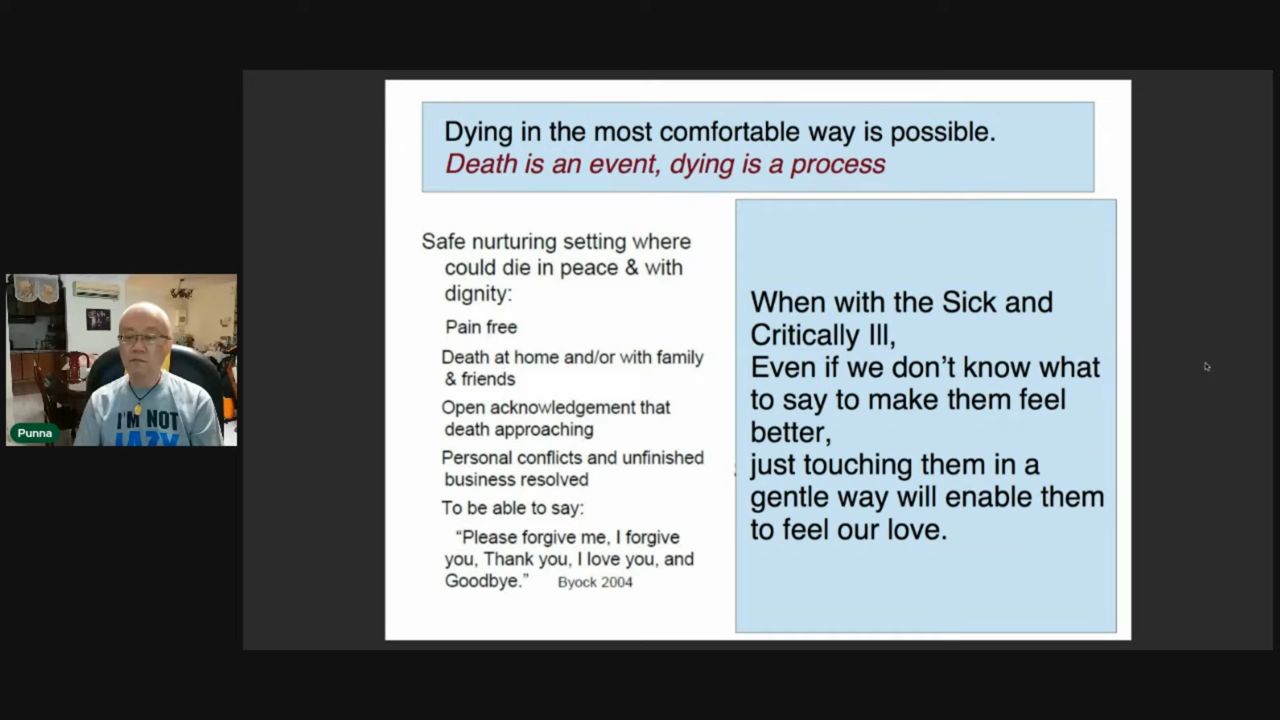 Dying in the most comfortable way is possible.
Death is an event, dying is a process
Safe nurturing setting where
could die in peace & with
dignity:
Pain free
Death at home and/or with family
& friends
Open acknowledgement that
death approaching
Personal conflicts and unfinished
business resolved
To be able to say:
“Please forgive me, I forgive
you, Thank you, I love you, and
Goodbye.” Byock 2004
When with the Sick and
Critically Ill,
Even if we don’t know what
to say to make them feel
better,
just touching them in a
gentle way will enable them
to feel our love.
I'M NOT
LAZY
Punna